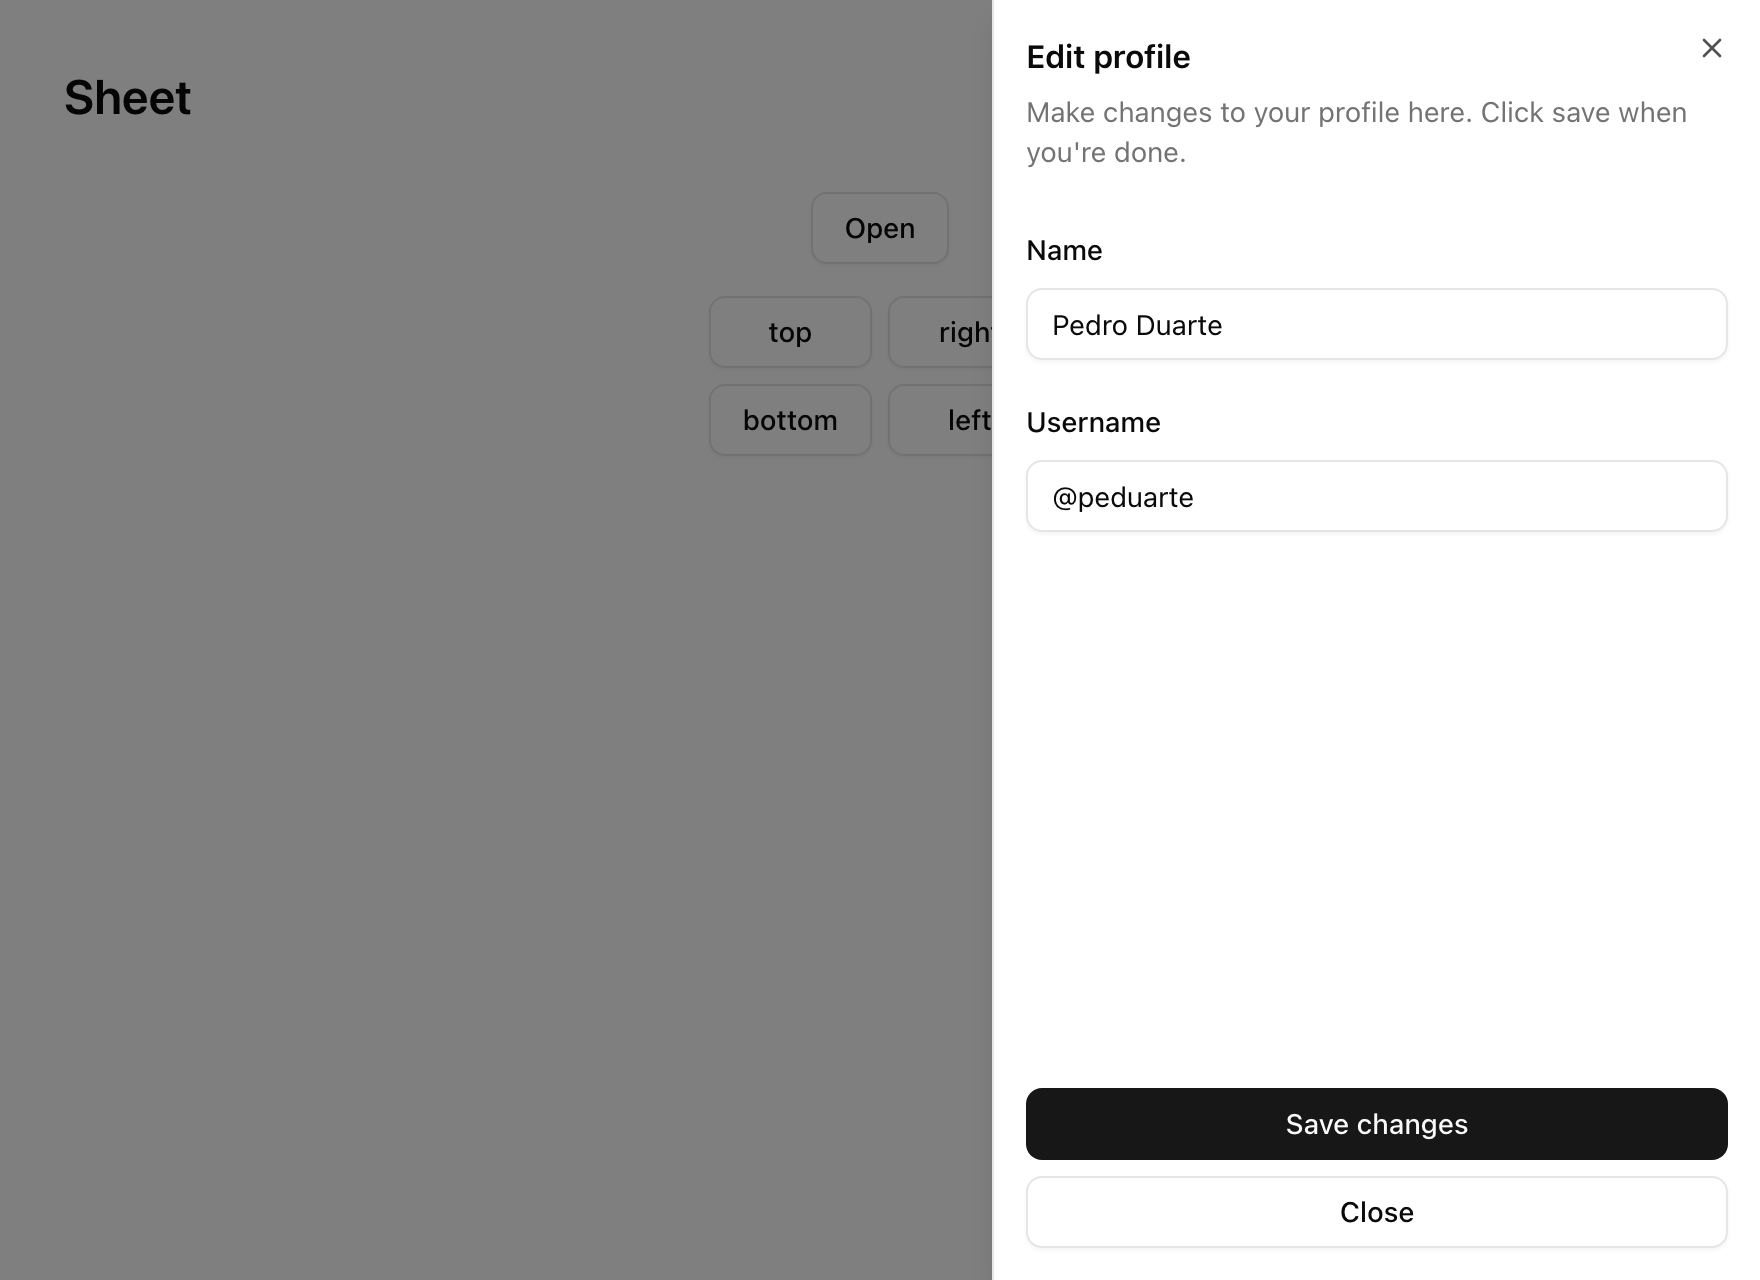 Sheet
Open
top
righ
bottom
left
Edit profile
Make changes to your profile here. Click save when
you're done.
Name
Pedro Duarte
Username
@peduarte
Save changes
Close